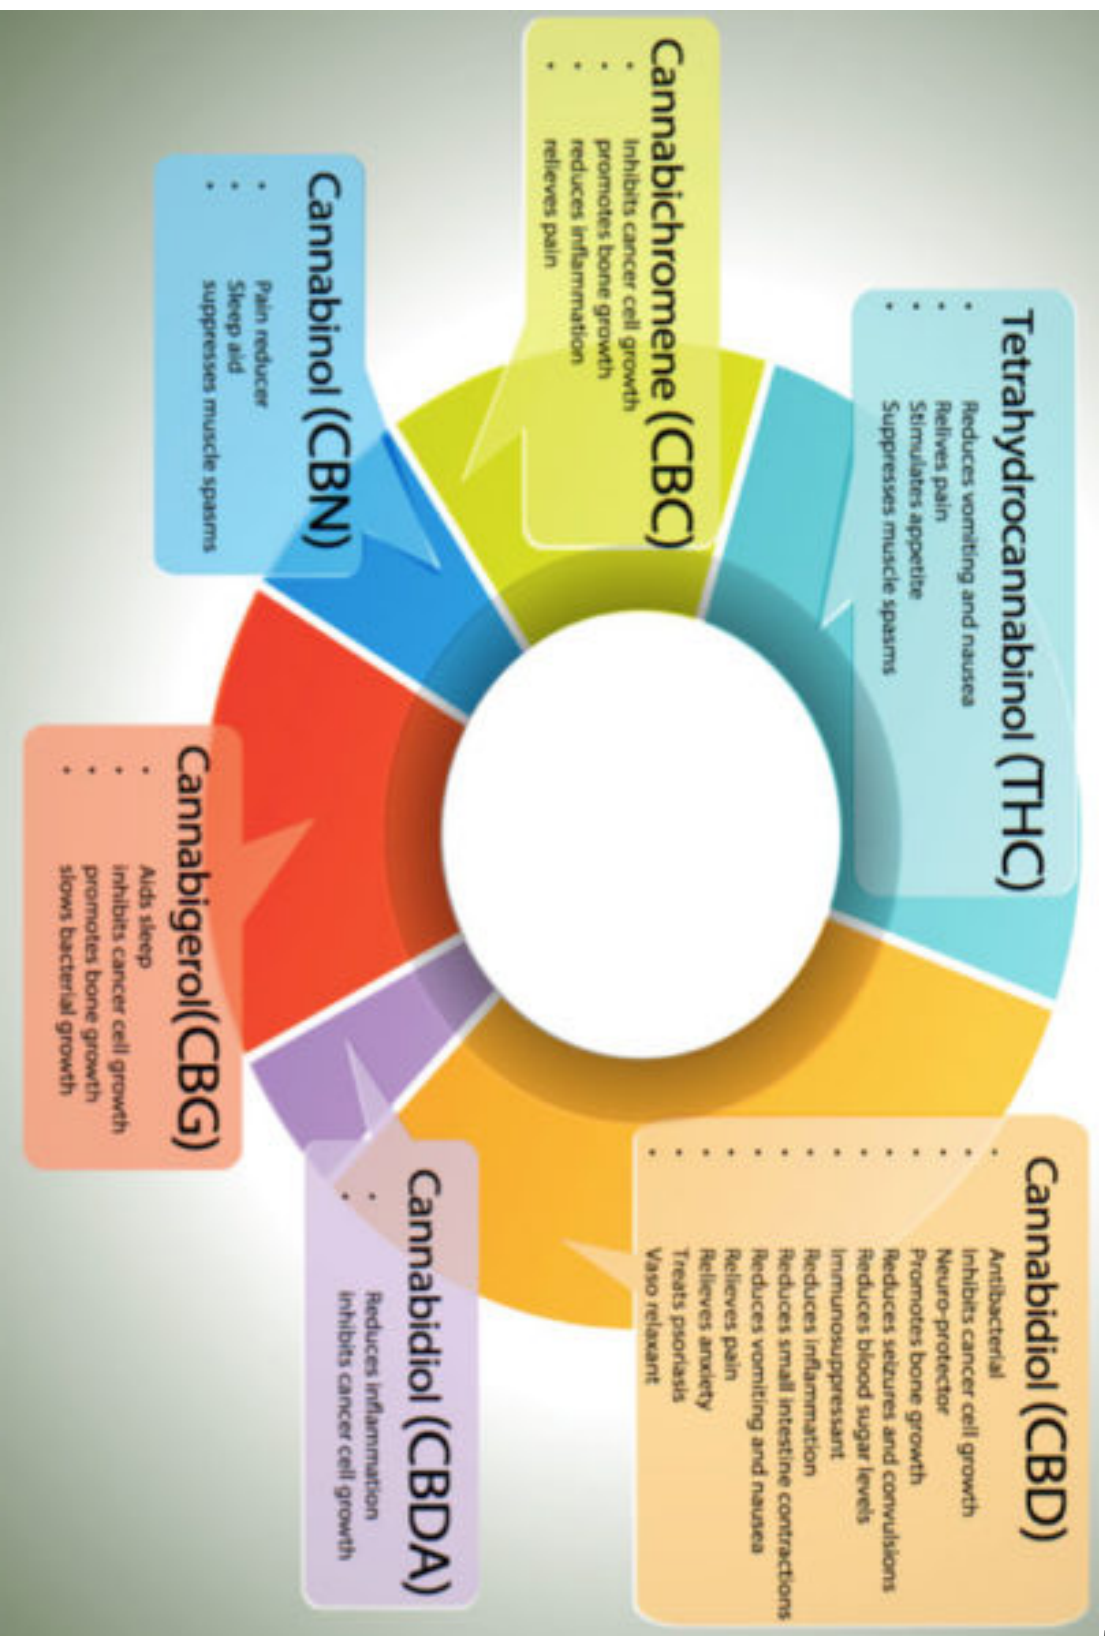 Tetrahydrocannabinol (THC)
• Reduces vomiting and nausea
• Relives pain
• Stimulates appetite
• Suppresses muscle spasms
Cannabidiol (CBD)
• Antibacterial
• Inhibits cancer cell growth
• Neuro-protector
• Promotes bone growth
• Reduces seizures and convulsions
• Reduces blood sugar levels
• Immunosuppressant
• Reduces inflammation
• Reduces small intestine contractions
• Reduces vomiting and nausea
• Relieves pain
• Relieves anxiety
• Treats psoriasis
• Vaso relaxant
Cannabichromene (CBC)
• Inhibits cancer cell growth
• promotes bone growth
• reduces inflammation
• relieves pain
Cannabidiol (CBDA)
• Reduces inflammation
• inhibits cancer cell growth
Cannabinol (CBN)
• Pain reducer
• Sleep aid
• suppresses muscle spasms
Cannabigerol(CBG)
• Aids sleep
• inhibits cancer cell growth
• promotes bone growth
• slows bacterial growth